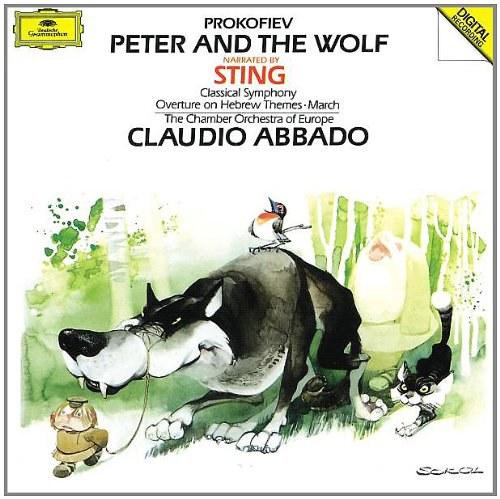 Deutsche
Grammophon
PROKOFIEV
PETER AND THE WOLF
NARRATED BY
STING
Classical Symphony
Overture on Hebrew Themes · March
The Chamber Orchestra of Europe
CLAUDIO ABBADO
DIGITAL
RECORDING
SOKOL